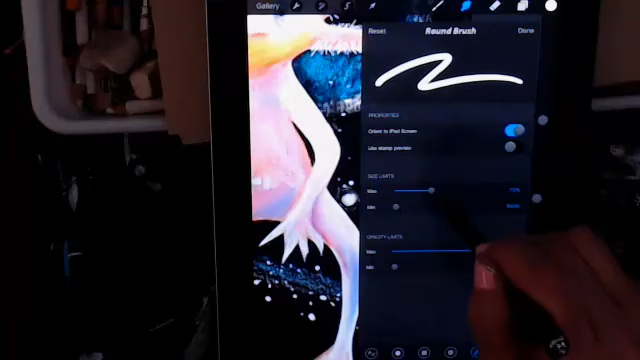 Gallery
Reset Round Brush Done
PROPERTIES
Orient to iPad Screen
Use stamp preview
SIZE LIMITS
Max
Min
OPACITY LIMITS
Max
Min